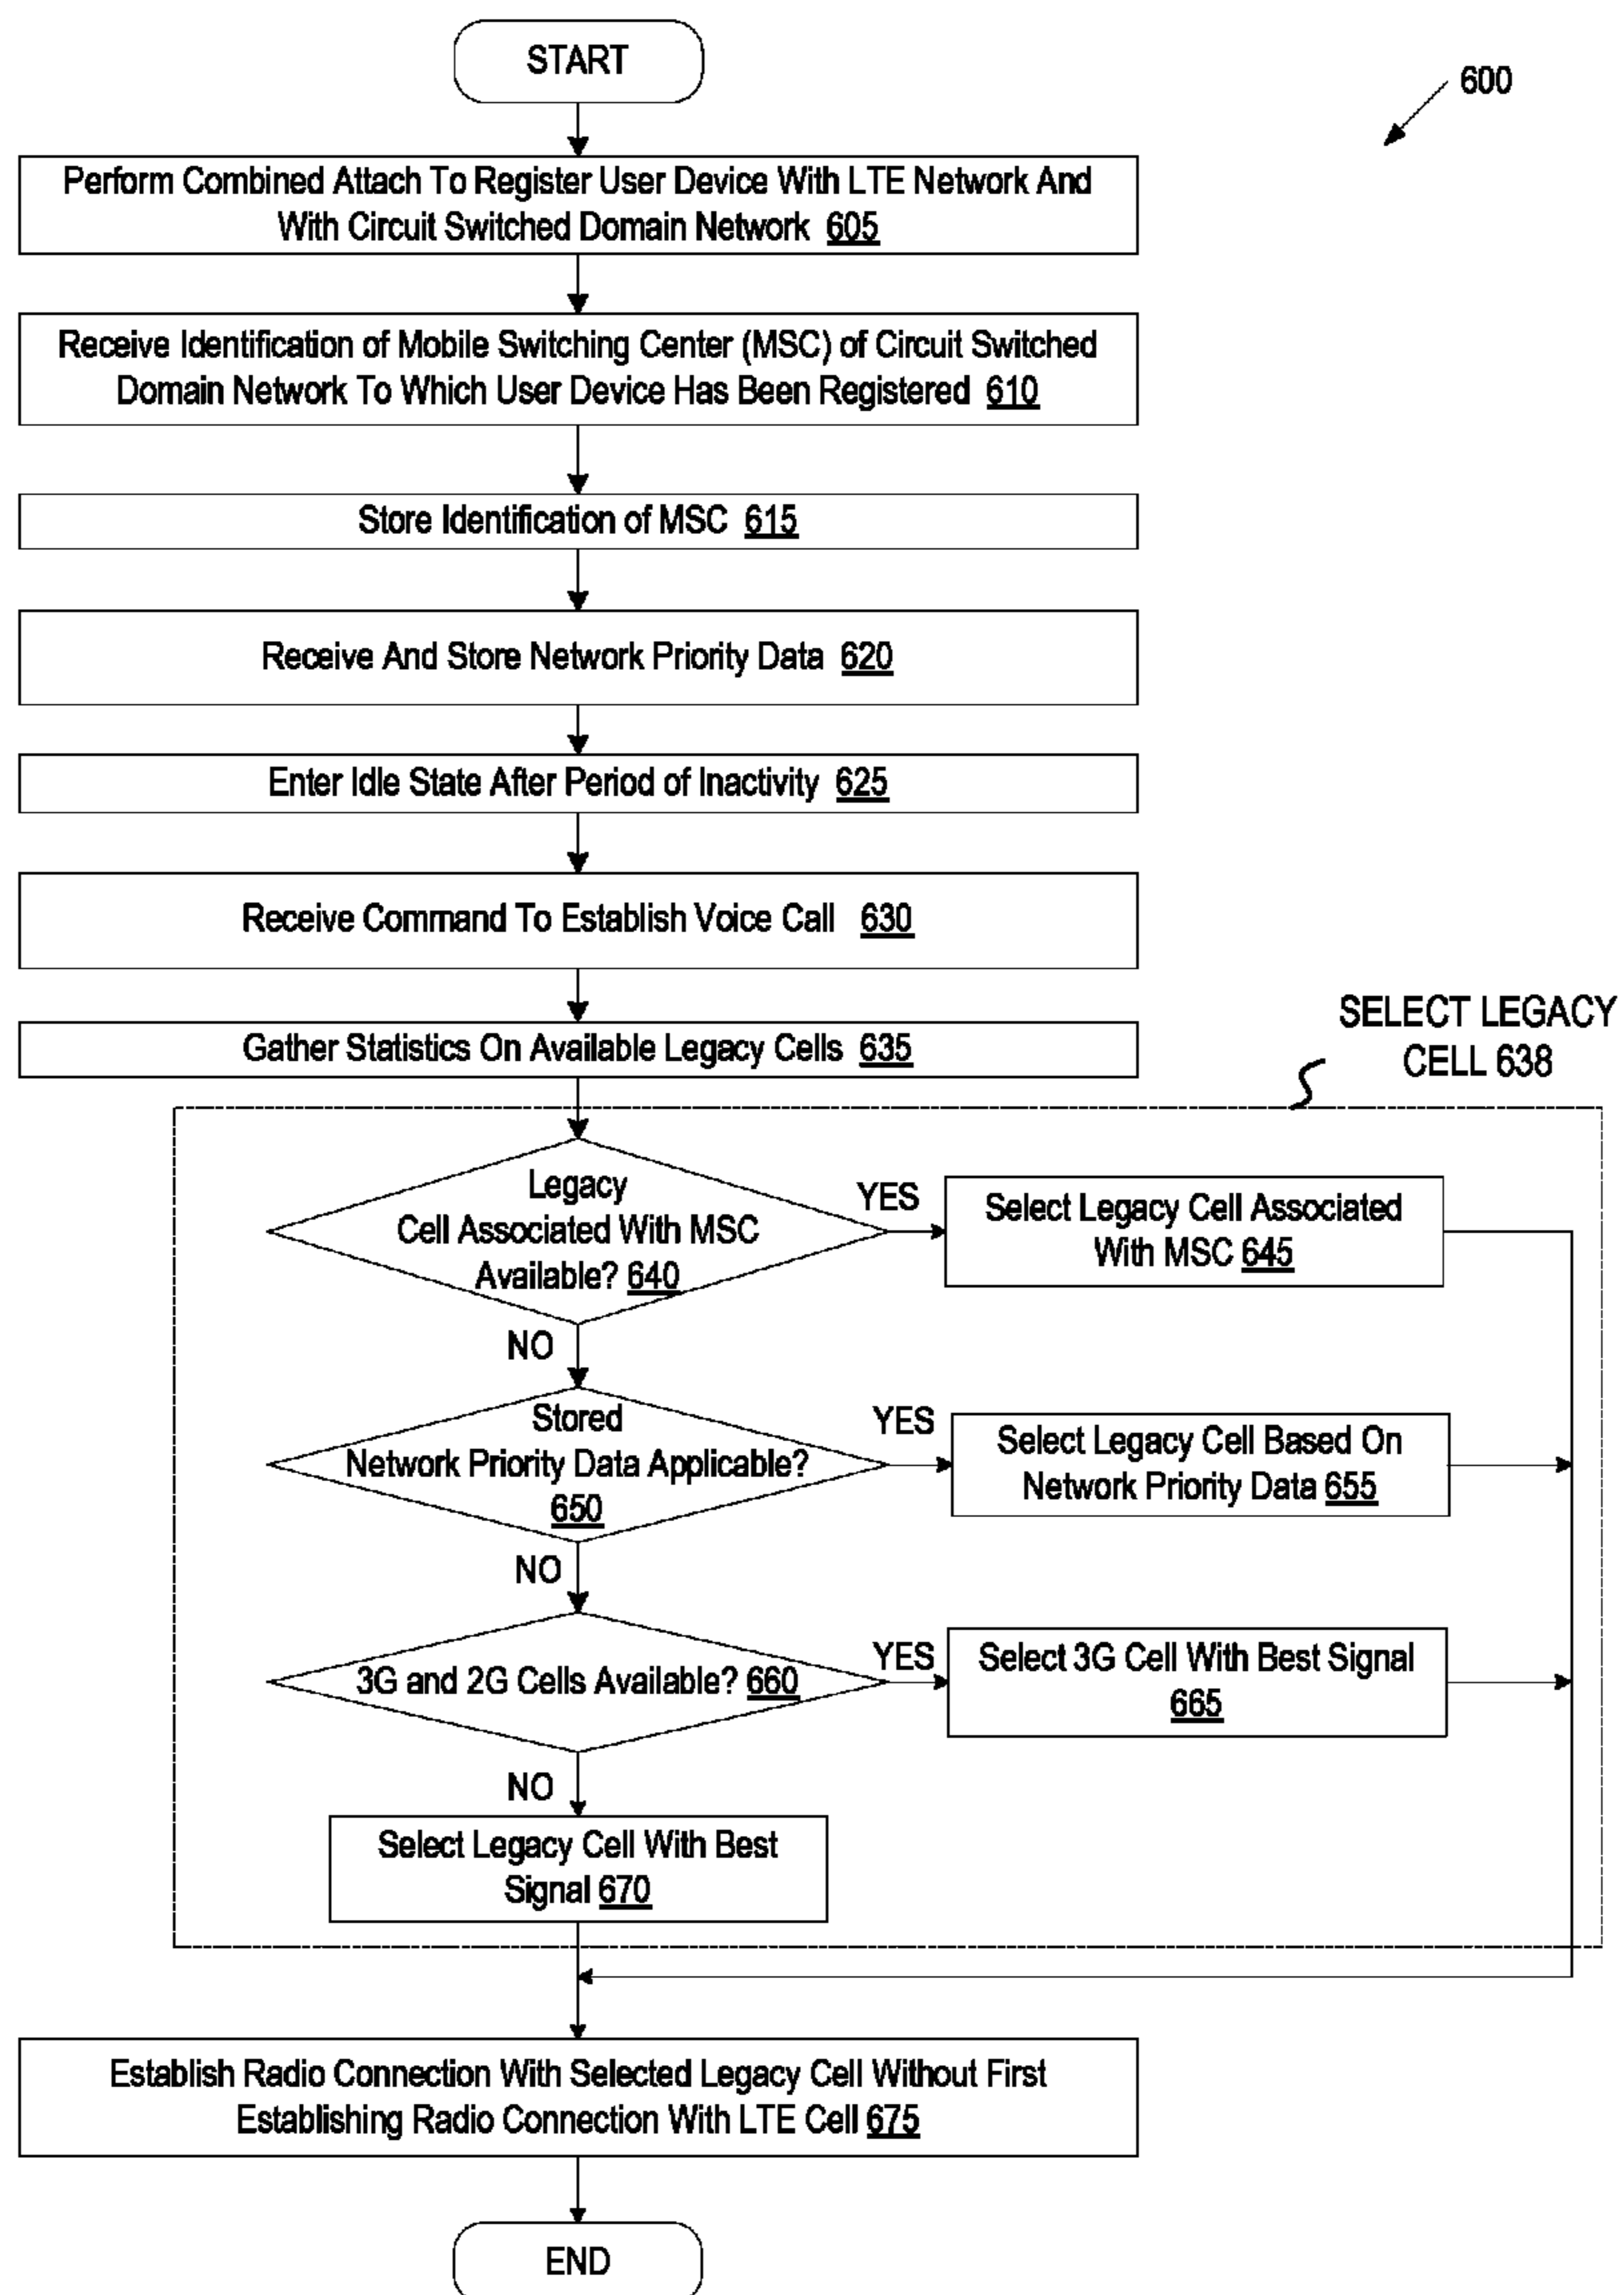 START
600
Perform Combined Attach To Register User Device With LTE Network And
With Circuit Switched Domain Network 605
Receive Identification of Mobile Switching Center (MSC) of Circuit Switched
Domain Network To Which User Device Has Been Registered 610
Store Identification of MSC 615
Receive And Store Network Priority Data 620
Enter Idle State After Period of Inactivity 625
Receive Command To Establish Voice Call 630
Gather Statistics On Available Legacy Cells 635
SELECT LEGACY
CELL 638
Legacy
Cell Associated With MSC
Available? 640
YES
Select Legacy Cell Associated
With MSC 645
NO
Stored
Network Priority Data Applicable?
650
YES
Select Legacy Cell Based On
Network Priority Data 655
NO
3G and 2G Cells Available? 660
YES
Select 3G Cell With Best Signal
665
NO
Select Legacy Cell With Best
Signal 670
Establish Radio Connection With Selected Legacy Cell Without First
Establishing Radio Connection With LTE Cell 675
END